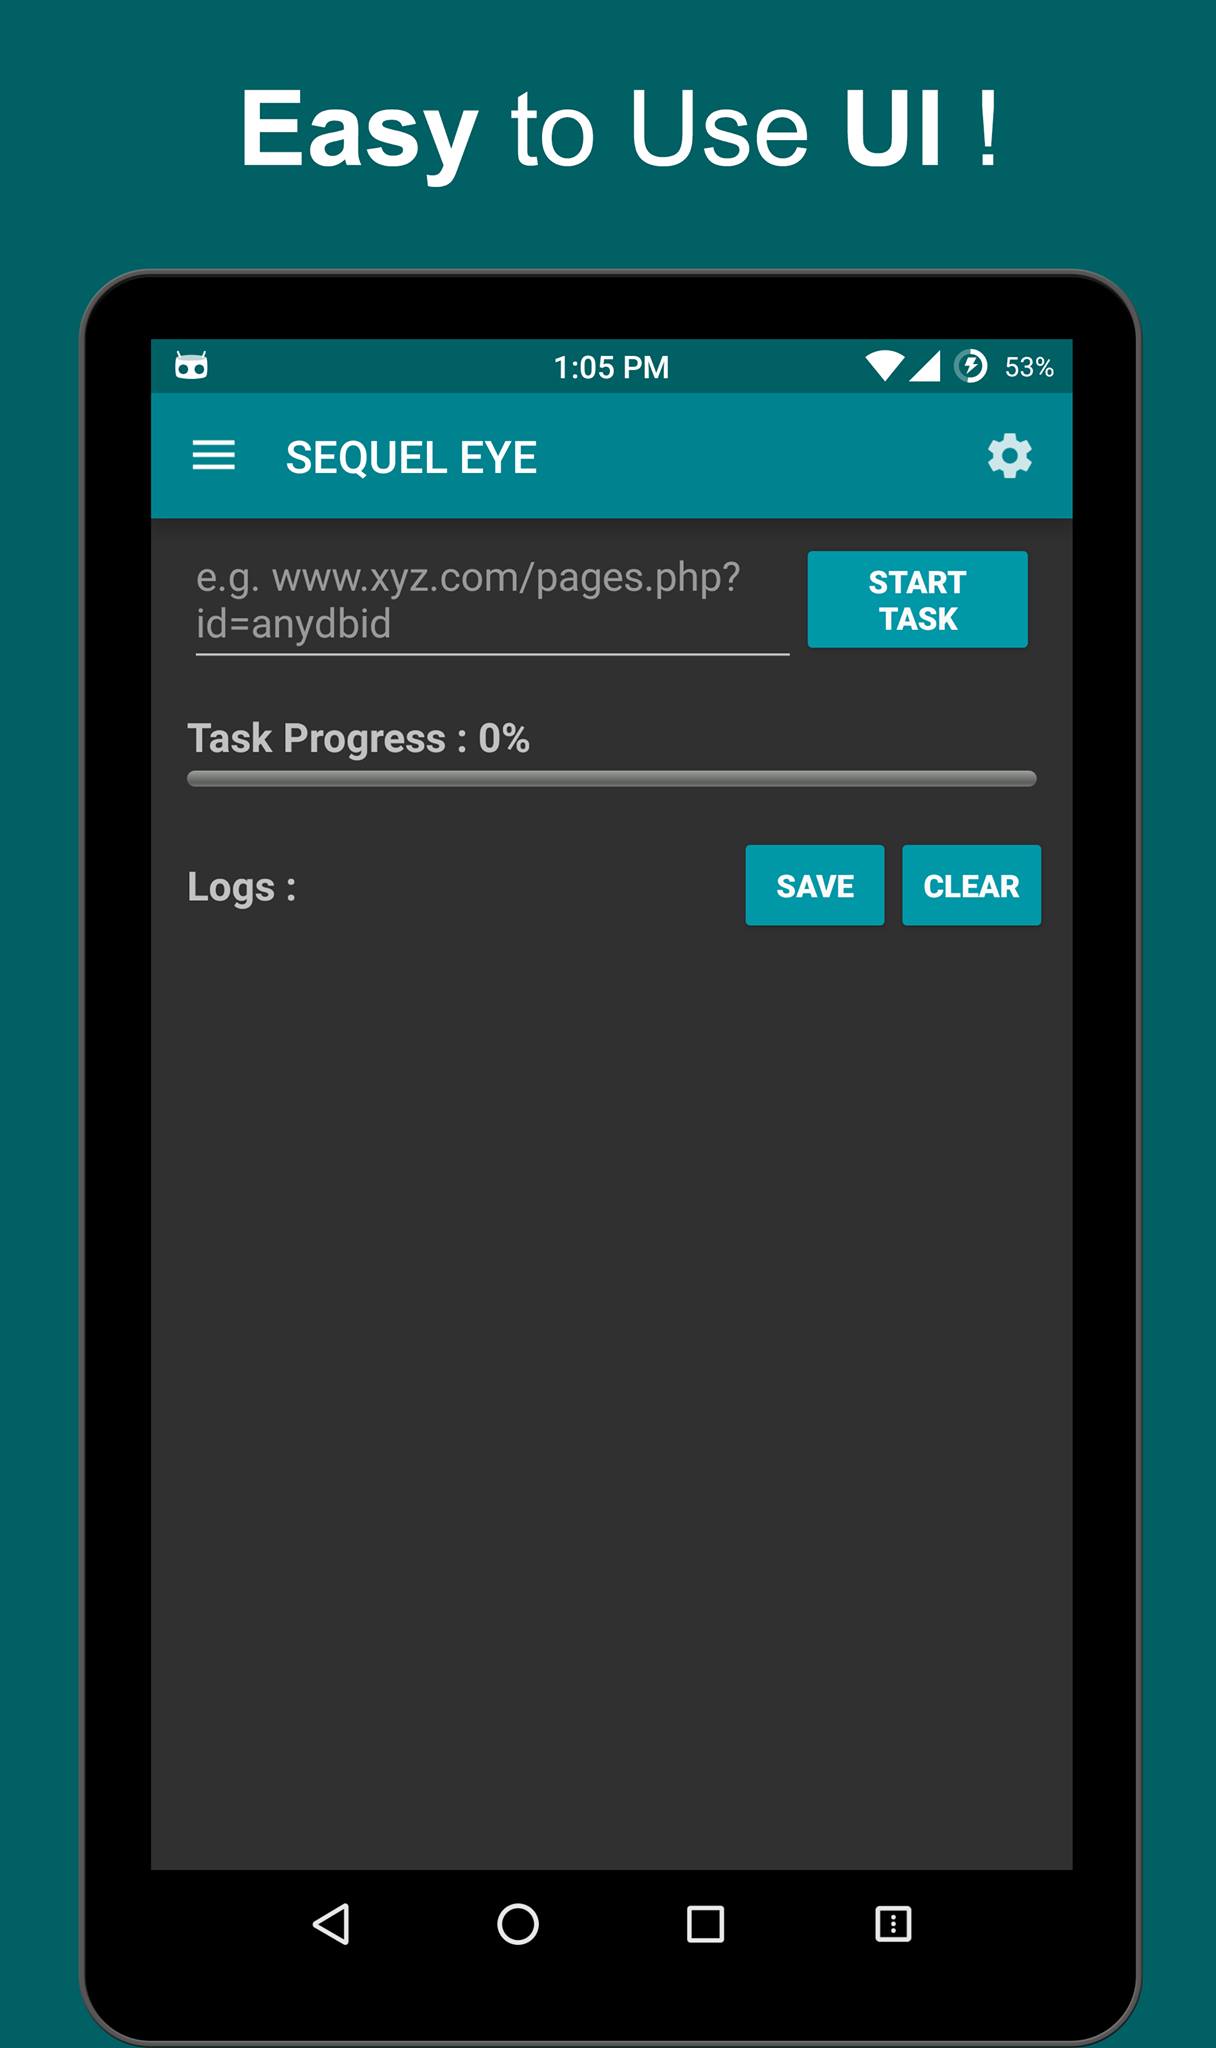 Easy to Use UI !
1:05 PM
53%
SEQUEL EYE
e.g. www.xyz.com/pages.php?
id=anydbid
START
TASK
Task Progress : 0%
Logs :
SAVE
CLEAR